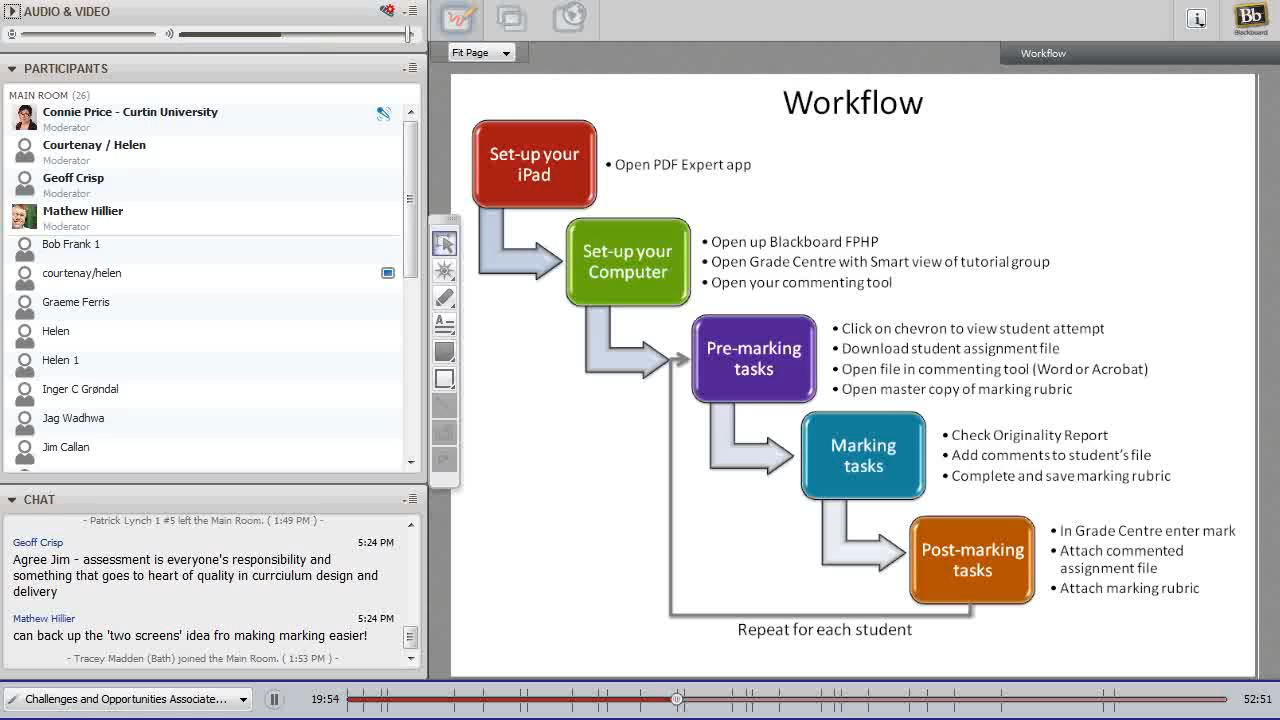 AUDIO & VIDEO
PARTICIPANTS
MAIN ROOM (26)
Connie Price - Curtin University
Moderator
Courtenay / Helen
Moderator
Geoff Crisp
Moderator
Mathew Hillier
Moderator
Bob Frank 1
courtenay/helen
Graeme Ferris
Helen
Helen 1
Inger C Grøndal
Jag Wadhwa
Jim Callan
CHAT
- Patrick Lynch 1 #5 left the Main Room. ( 1:49 PM ) -
Geoff Crisp 5:24 PM
Agree Jim - assessment is everyone's responsibility and
something that goes to heart of quality in currciulum design and
delivery
Mathew Hillier 5:24 PM
can back up the 'two screens' idea fro making marking easier!
- Tracey Madden (Bath) joined the Main Room. ( 1:53 PM ) -
Fit Page
Workflow
Bb
Blackboard
Workflow
Set-up your
iPad
• Open PDF Expert app
Set-up your
Computer
• Open up Blackboard FPHP
• Open Grade Centre with Smart view of tutorial group
• Open your commenting tool
Pre-marking
tasks
• Click on chevron to view student attempt
• Download student assignment file
• Open file in commenting tool (Word or Acrobat)
• Open master copy of marking rubric
Marking
tasks
• Check Originality Report
• Add comments to student's file
• Complete and save marking rubric
Post-marking
tasks
• In Grade Centre enter mark
• Attach commented
assignment file
• Attach marking rubric
Repeat for each student
Challenges and Opportunities Associate...
19:54
52:51